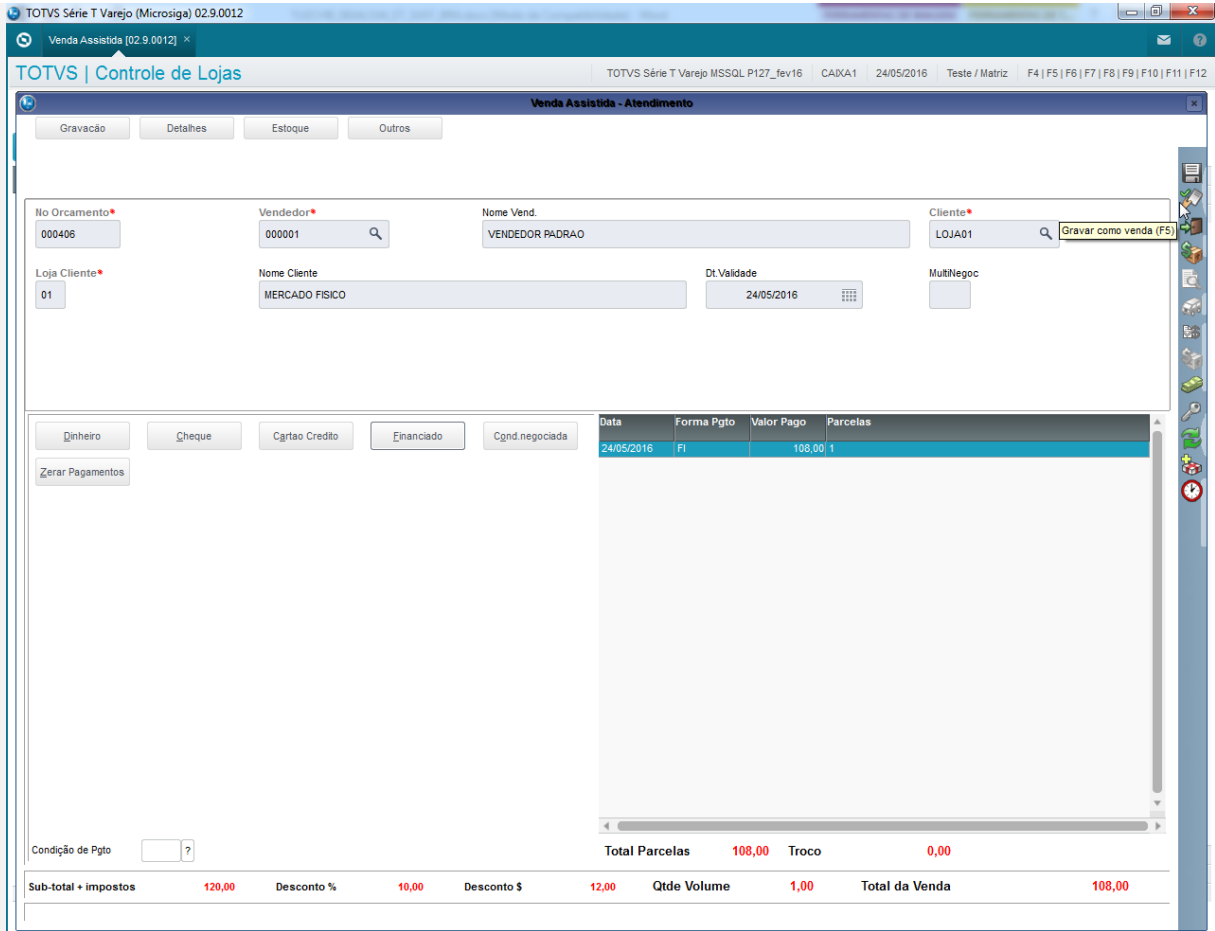 TOTVS Série T Varejo (Microsiga) 02.9.0012
Venda Assistida [02.9.0012] ×
TOTVS | Controle de Lojas
TOTVS Série T Varejo MSSQL P127_fev16 CAIXA1 24/05/2016 Teste / Matriz F4 | F5 | F6 | F7 | F8 | F9 | F10 | F11 | F12
Venda Assistida - Atendimento
Gravacão Detalhes Estoque Outros
No Orcamento* Vendedor* Nome Vend. Cliente*
000406 000001 VENDEDOR PADRAO LOJA01
Gravar como venda (F5)
Loja Cliente* Nome Cliente Dt.Validade MultiNegoc
01 MERCADO FISICO 24/05/2016
Dinheiro Cheque Cartao Credito Financiado Cond.negociada
Zerar Pagamentos
Data Forma Pgto Valor Pago Parcelas
24/05/2016 FI 108,00 1
Condição de Pgto ?
Total Parcelas 108,00 Troco 0,00
Sub-total + impostos 120,00 Desconto % 10,00 Desconto $ 12,00 Qtde Volume 1,00 Total da Venda 108,00